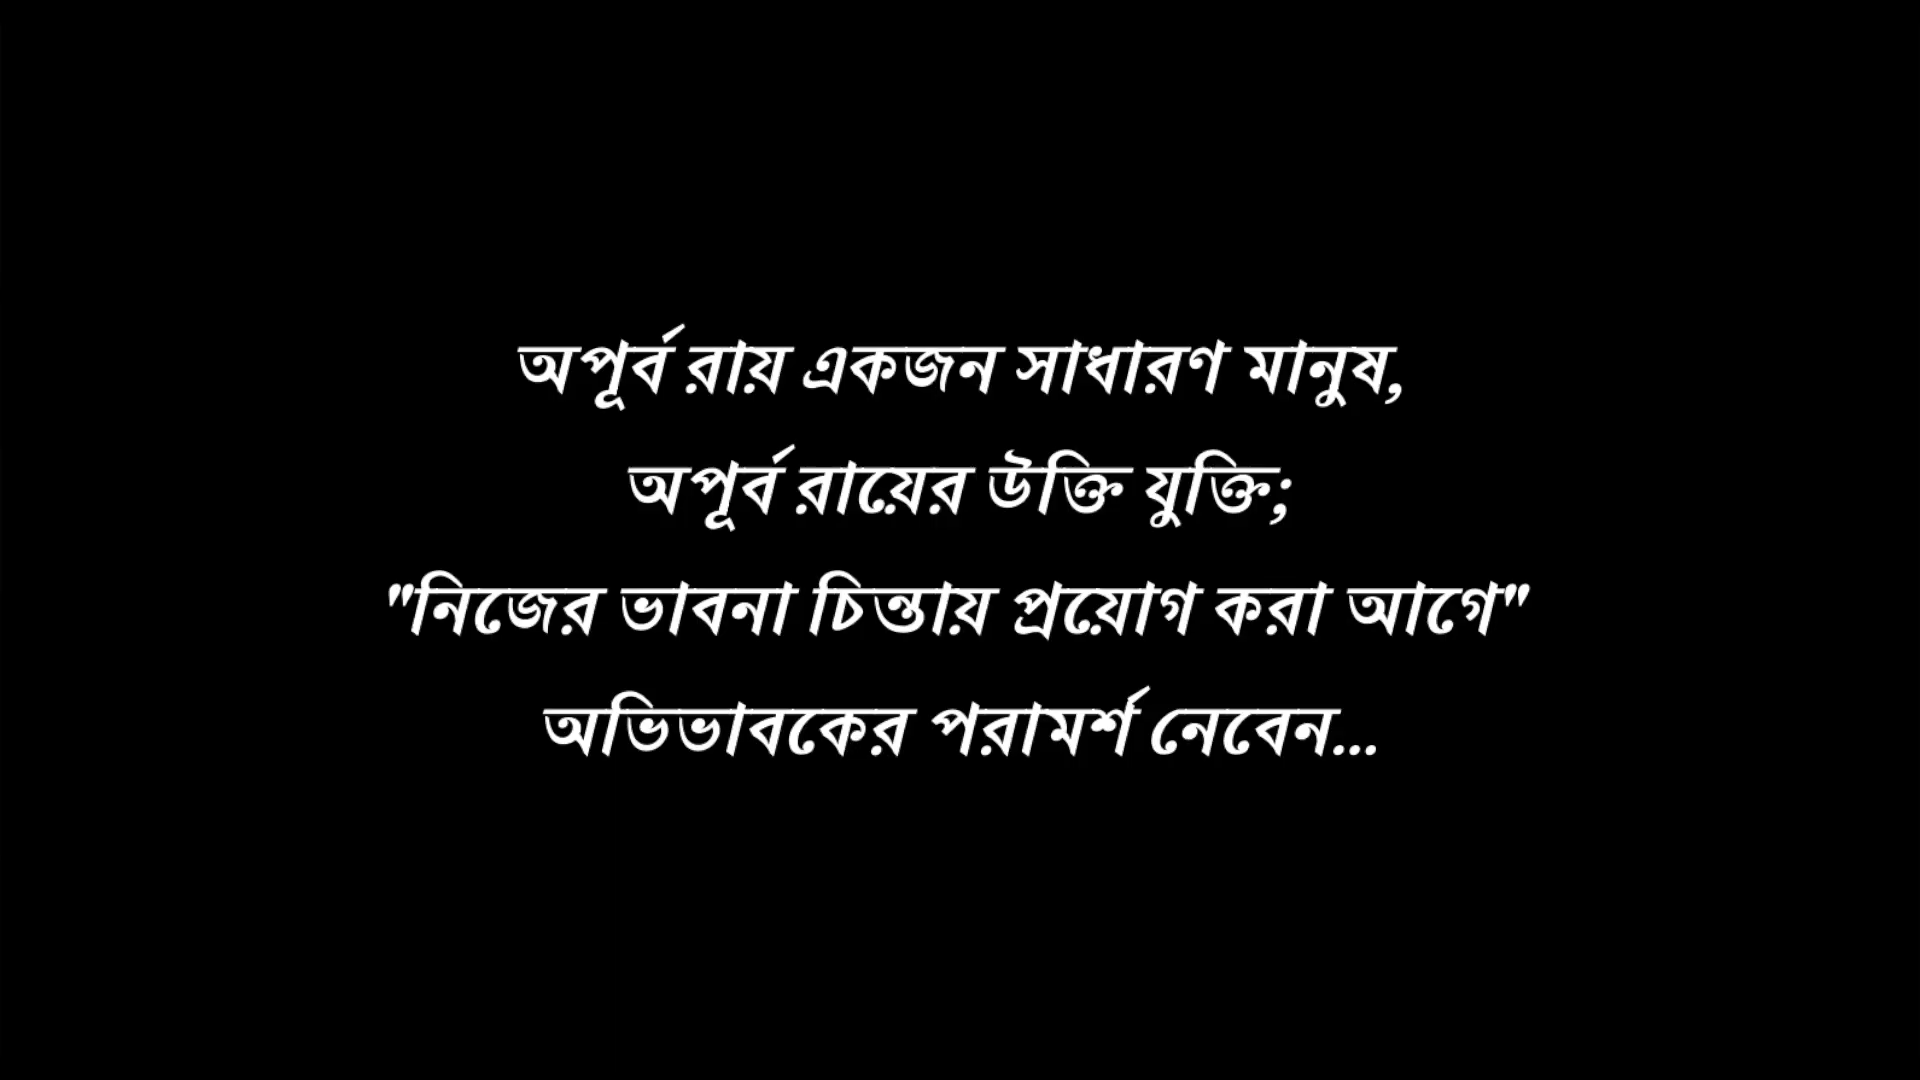 অপূর্ব রায় একজন সাধারণ মানুষ,
অপূর্ব রায়ের উক্তি যুক্তি;
"নিজের ভাবনা চিন্তায় প্রয়োগ করা আগে"
অভিভাবকের পরামর্শ নেবেন...